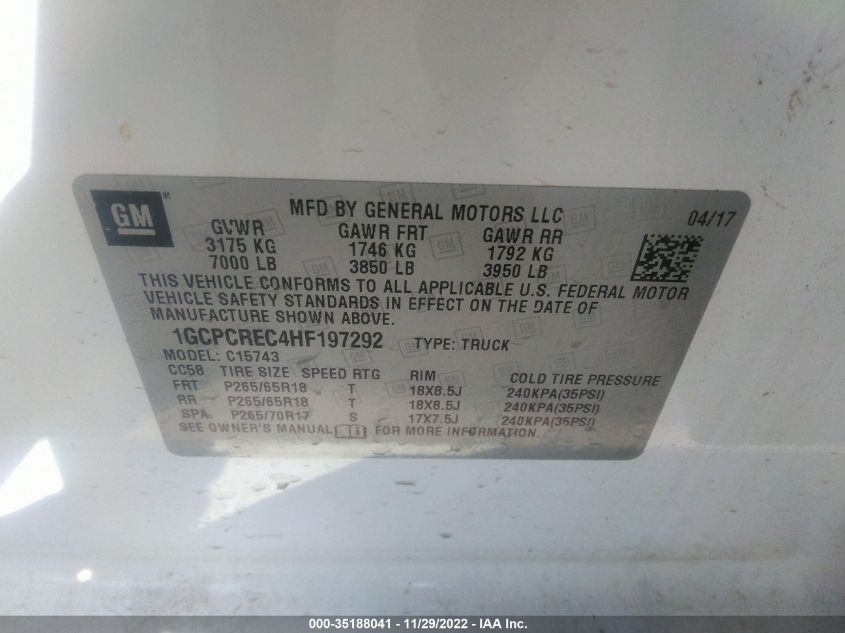 GM®
MFD BY GENERAL MOTORS LLC 04/17
GVWR GAWR FRT GAWR RR
3175 KG 1746 KG 1792 KG
7000 LB 3850 LB 3950 LB
THIS VEHICLE CONFORMS TO ALL APPLICABLE U.S. FEDERAL MOTOR
VEHICLE SAFETY STANDARDS IN EFFECT ON THE DATE OF
MANUFACTURE SHOWN ABOVE.
1GCPCREC4HF197292 TYPE: TRUCK
MODEL: C15743
CC58 TIRE SIZE SPEED RTG RIM COLD TIRE PRESSURE
FRT P265/65R18 T 18X8.5J 240KPA(35PSI)
RR P265/65R18 T 18X8.5J 240KPA(35PSI)
SPA P265/70R17 S 17X7.5J 240KPA(35PSI)
SEE OWNER'S MANUAL FOR MORE INFORMATION.
000-35188041 - 11/29/2022 - IAA Inc.